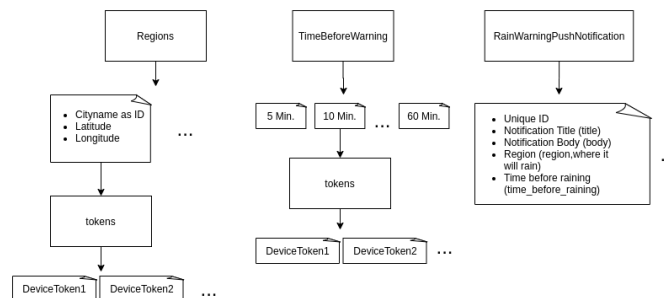 Regions
TimeBeforeWarning
RainWarningPushNotification
Cityname as ID
Latitude
Longitude
...
5 Min.
10 Min.
...
60 Min.
Unique ID
Notification Title (title)
Notification Body (body)
Region (region,where it
will rain)
Time before raining
(time_before_raining)
tokens
tokens
DeviceToken1
DeviceToken2
...
DeviceToken1
DeviceToken2
...